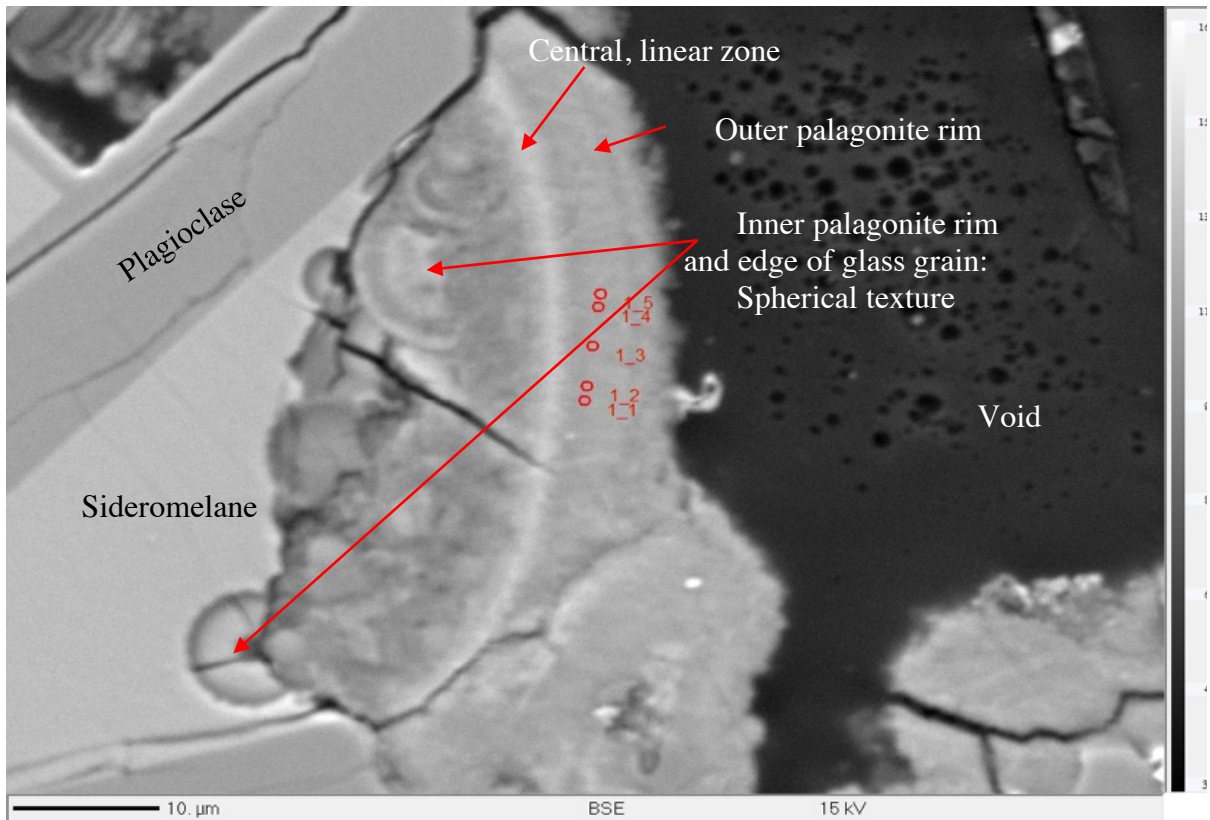 Central, linear zone
Outer palagonite rim
Plagioclase
Inner palagonite rim
and edge of glass grain:
Spherical texture
1_5
1_4
1_3
1_2
1_1
Void
Sideromelane
10. μm BSE 15 kV